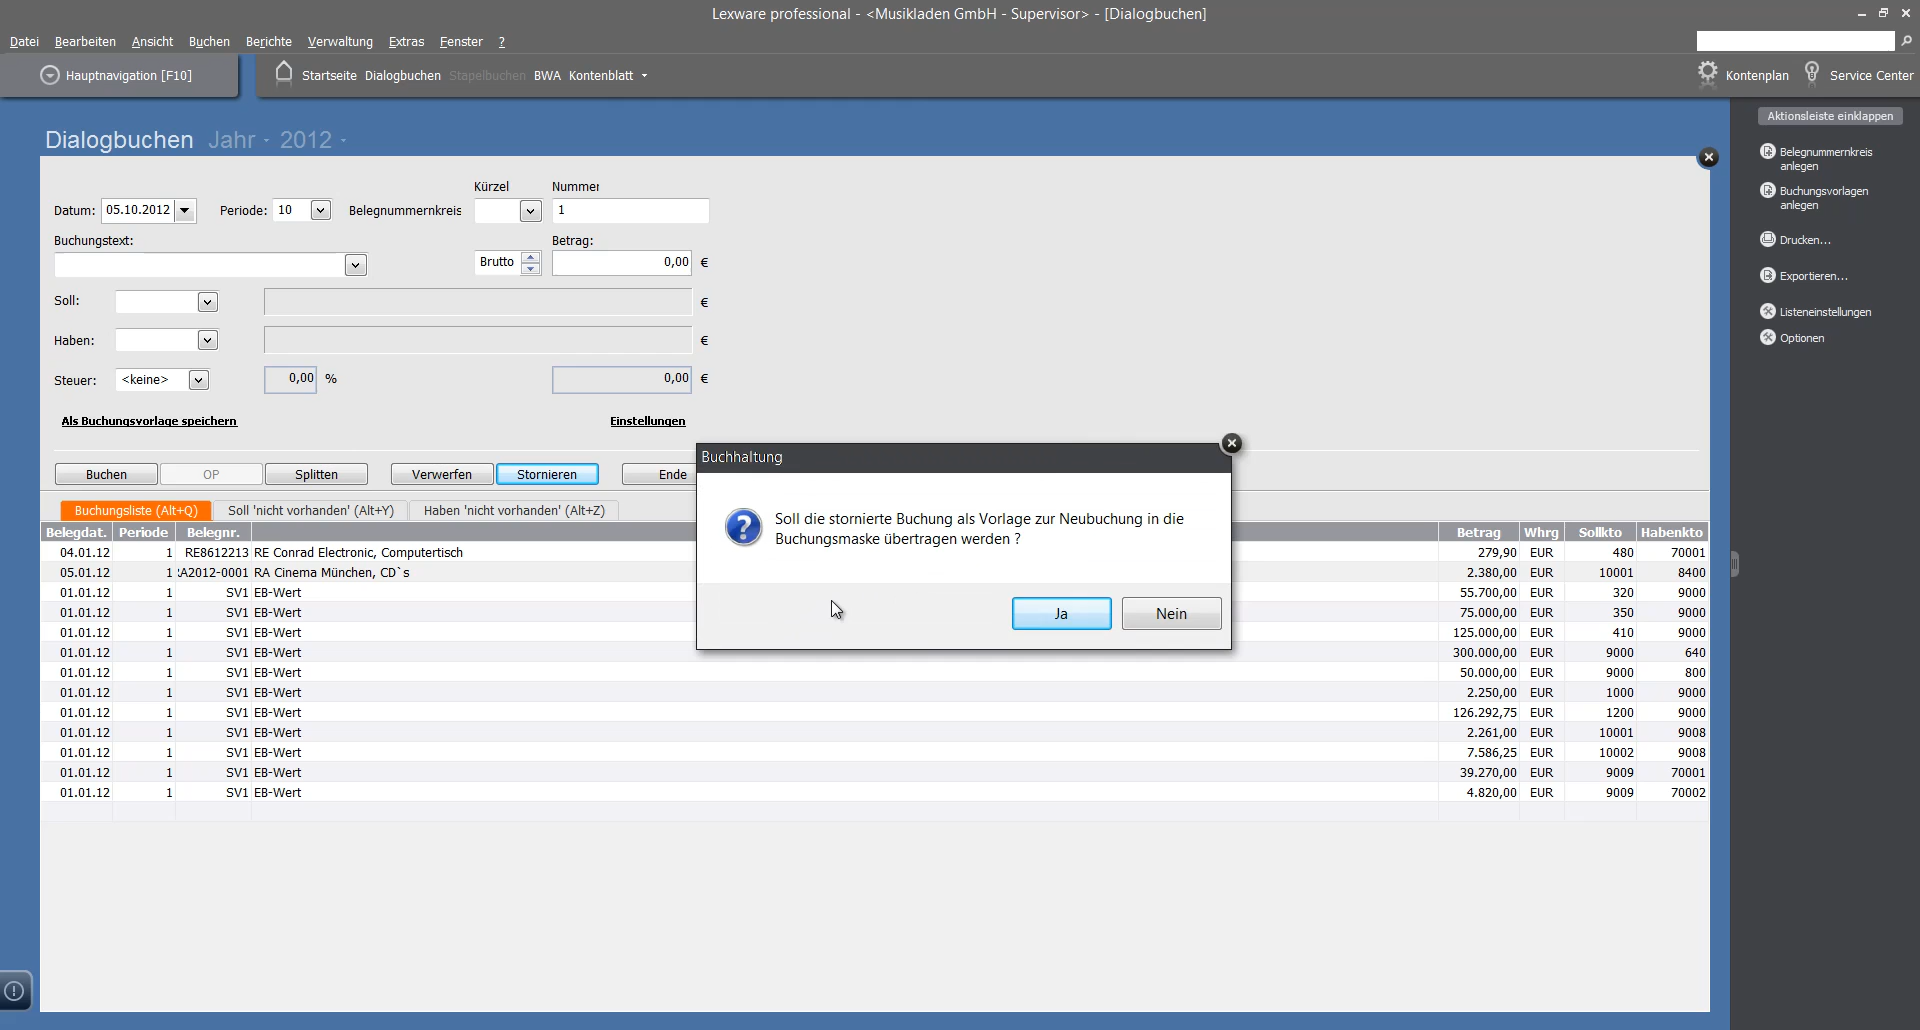 Lexware professional - <Musikladen GmbH - Supervisor> - [Dialogbuchen]
Datei Bearbeiten Ansicht Buchen Berichte Verwaltung Extras Fenster ?
Hauptnavigation [F10] Startseite Dialogbuchen Stapelbuchen BWA Kontenblatt Kontenplan Service Center
Aktionsleiste einklappen
Belegnummernkreis
anlegen
Buchungsvorlagen
anlegen
Drucken...
Exportieren...
Listeneinstellungen
Optionen
Dialogbuchen Jahr - 2012 -
Kürzel Nummer
Datum: 05.10.2012 Periode: 10 Belegnummernkreis 1
Buchungstext: Betrag:
Brutto 0,00 €
Soll: €
Haben: €
Steuer: <keine> 0,00 % 0,00 €
Als Buchungsvorlage speichern Einstellungen
Buchen OP Splitten Verwerfen Stornieren Ende
Buchhaltung
Soll die stornierte Buchung als Vorlage zur Neubuchung in die
Buchungsmaske übertragen werden ?
Ja Nein
Buchungsliste (Alt+Q) Soll 'nicht vorhanden' (Alt+Y) Haben 'nicht vorhanden' (Alt+Z)
Belegdat. Periode Belegnr. Betrag Whrg Sollkto Habenkto
04.01.12 1 RE8612213 RE Conrad Electronic, Computertisch 279,90 EUR 480 70001
05.01.12 1 :A2012-0001 RA Cinema München, CD`s 2.380,00 EUR 10001 8400
01.01.12 1 SV1 EB-Wert 55.700,00 EUR 320 9000
01.01.12 1 SV1 EB-Wert 75.000,00 EUR 350 9000
01.01.12 1 SV1 EB-Wert 125.000,00 EUR 410 9000
01.01.12 1 SV1 EB-Wert 300.000,00 EUR 9000 640
01.01.12 1 SV1 EB-Wert 50.000,00 EUR 9000 800
01.01.12 1 SV1 EB-Wert 2.250,00 EUR 1000 9000
01.01.12 1 SV1 EB-Wert 126.292,75 EUR 1200 9000
01.01.12 1 SV1 EB-Wert 2.261,00 EUR 10001 9008
01.01.12 1 SV1 EB-Wert 7.586,25 EUR 10002 9008
01.01.12 1 SV1 EB-Wert 39.270,00 EUR 9009 70001
01.01.12 1 SV1 EB-Wert 4.820,00 EUR 9009 70002